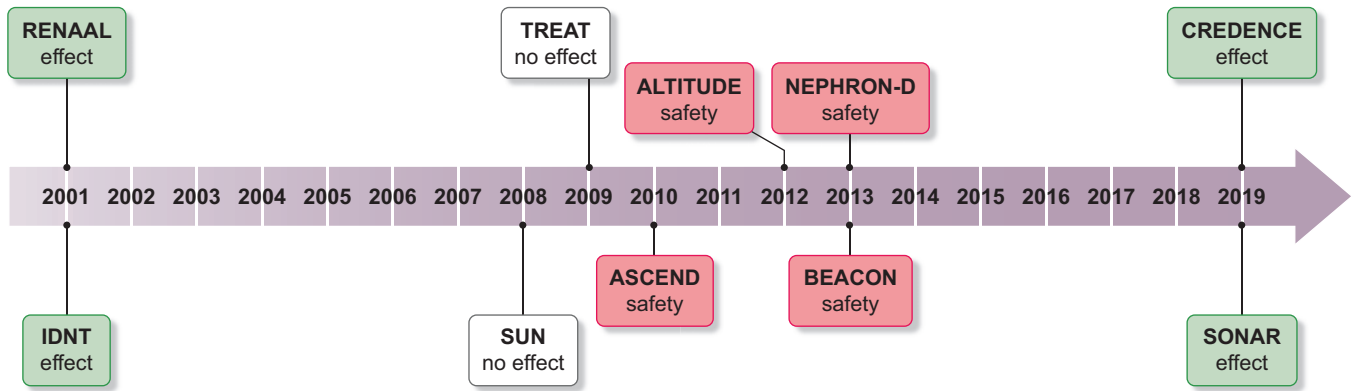 RENAAL
effect
TREAT
no effect
CREDENCE
effect
ALTITUDE
safety
NEPHRON-D
safety
2001 2002 2003 2004 2005 2006 2007 2008 2009 2010 2011 2012 2013 2014 2015 2016 2017 2018 2019
ASCEND
safety
BEACON
safety
IDNT
effect
SUN
no effect
SONAR
effect